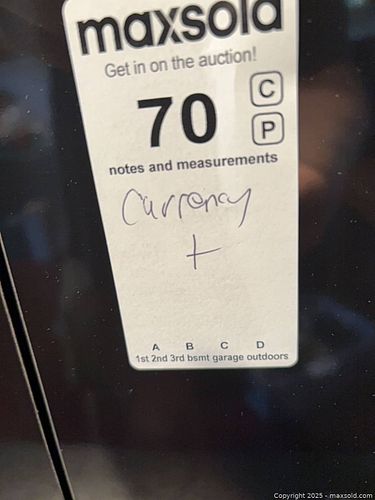 maxsold
Get in on the auction!
70 C
P
notes and measurements
Currency
+
A B C D
1st 2nd 3rd bsmt garage outdoors
Copyright 2025 - maxsold.com